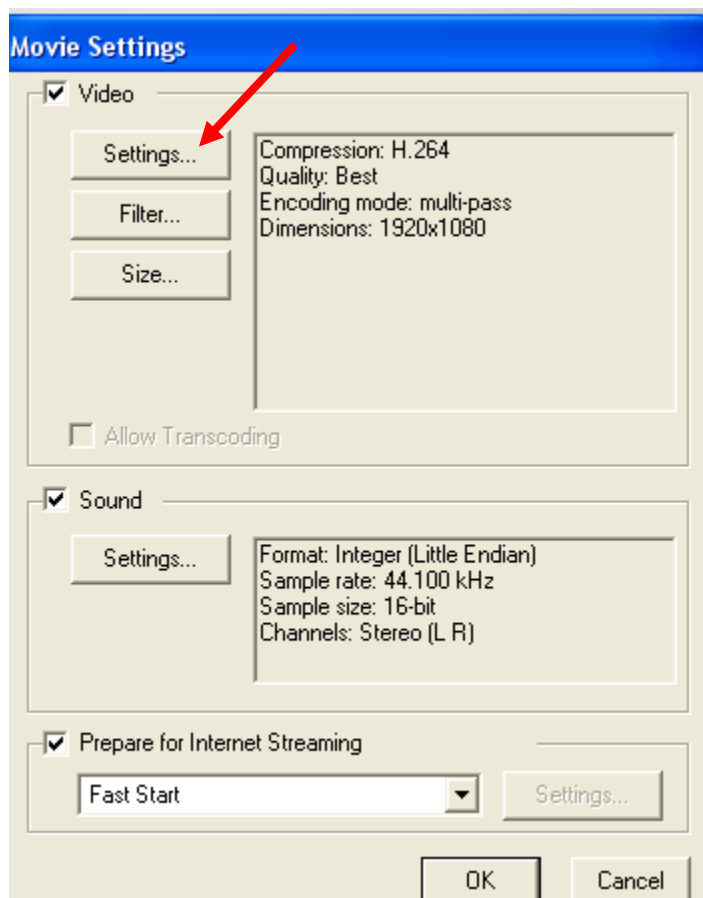 Movie Settings
Video
Settings...
Compression: H.264
Quality: Best
Encoding mode: multi-pass
Dimensions: 1920x1080
Filter...
Size...
Allow Transcoding
Sound
Settings...
Format: Integer (Little Endian)
Sample rate: 44.100 kHz
Sample size: 16-bit
Channels: Stereo (L R)
Prepare for Internet Streaming
Fast Start
Settings...
OK
Cancel